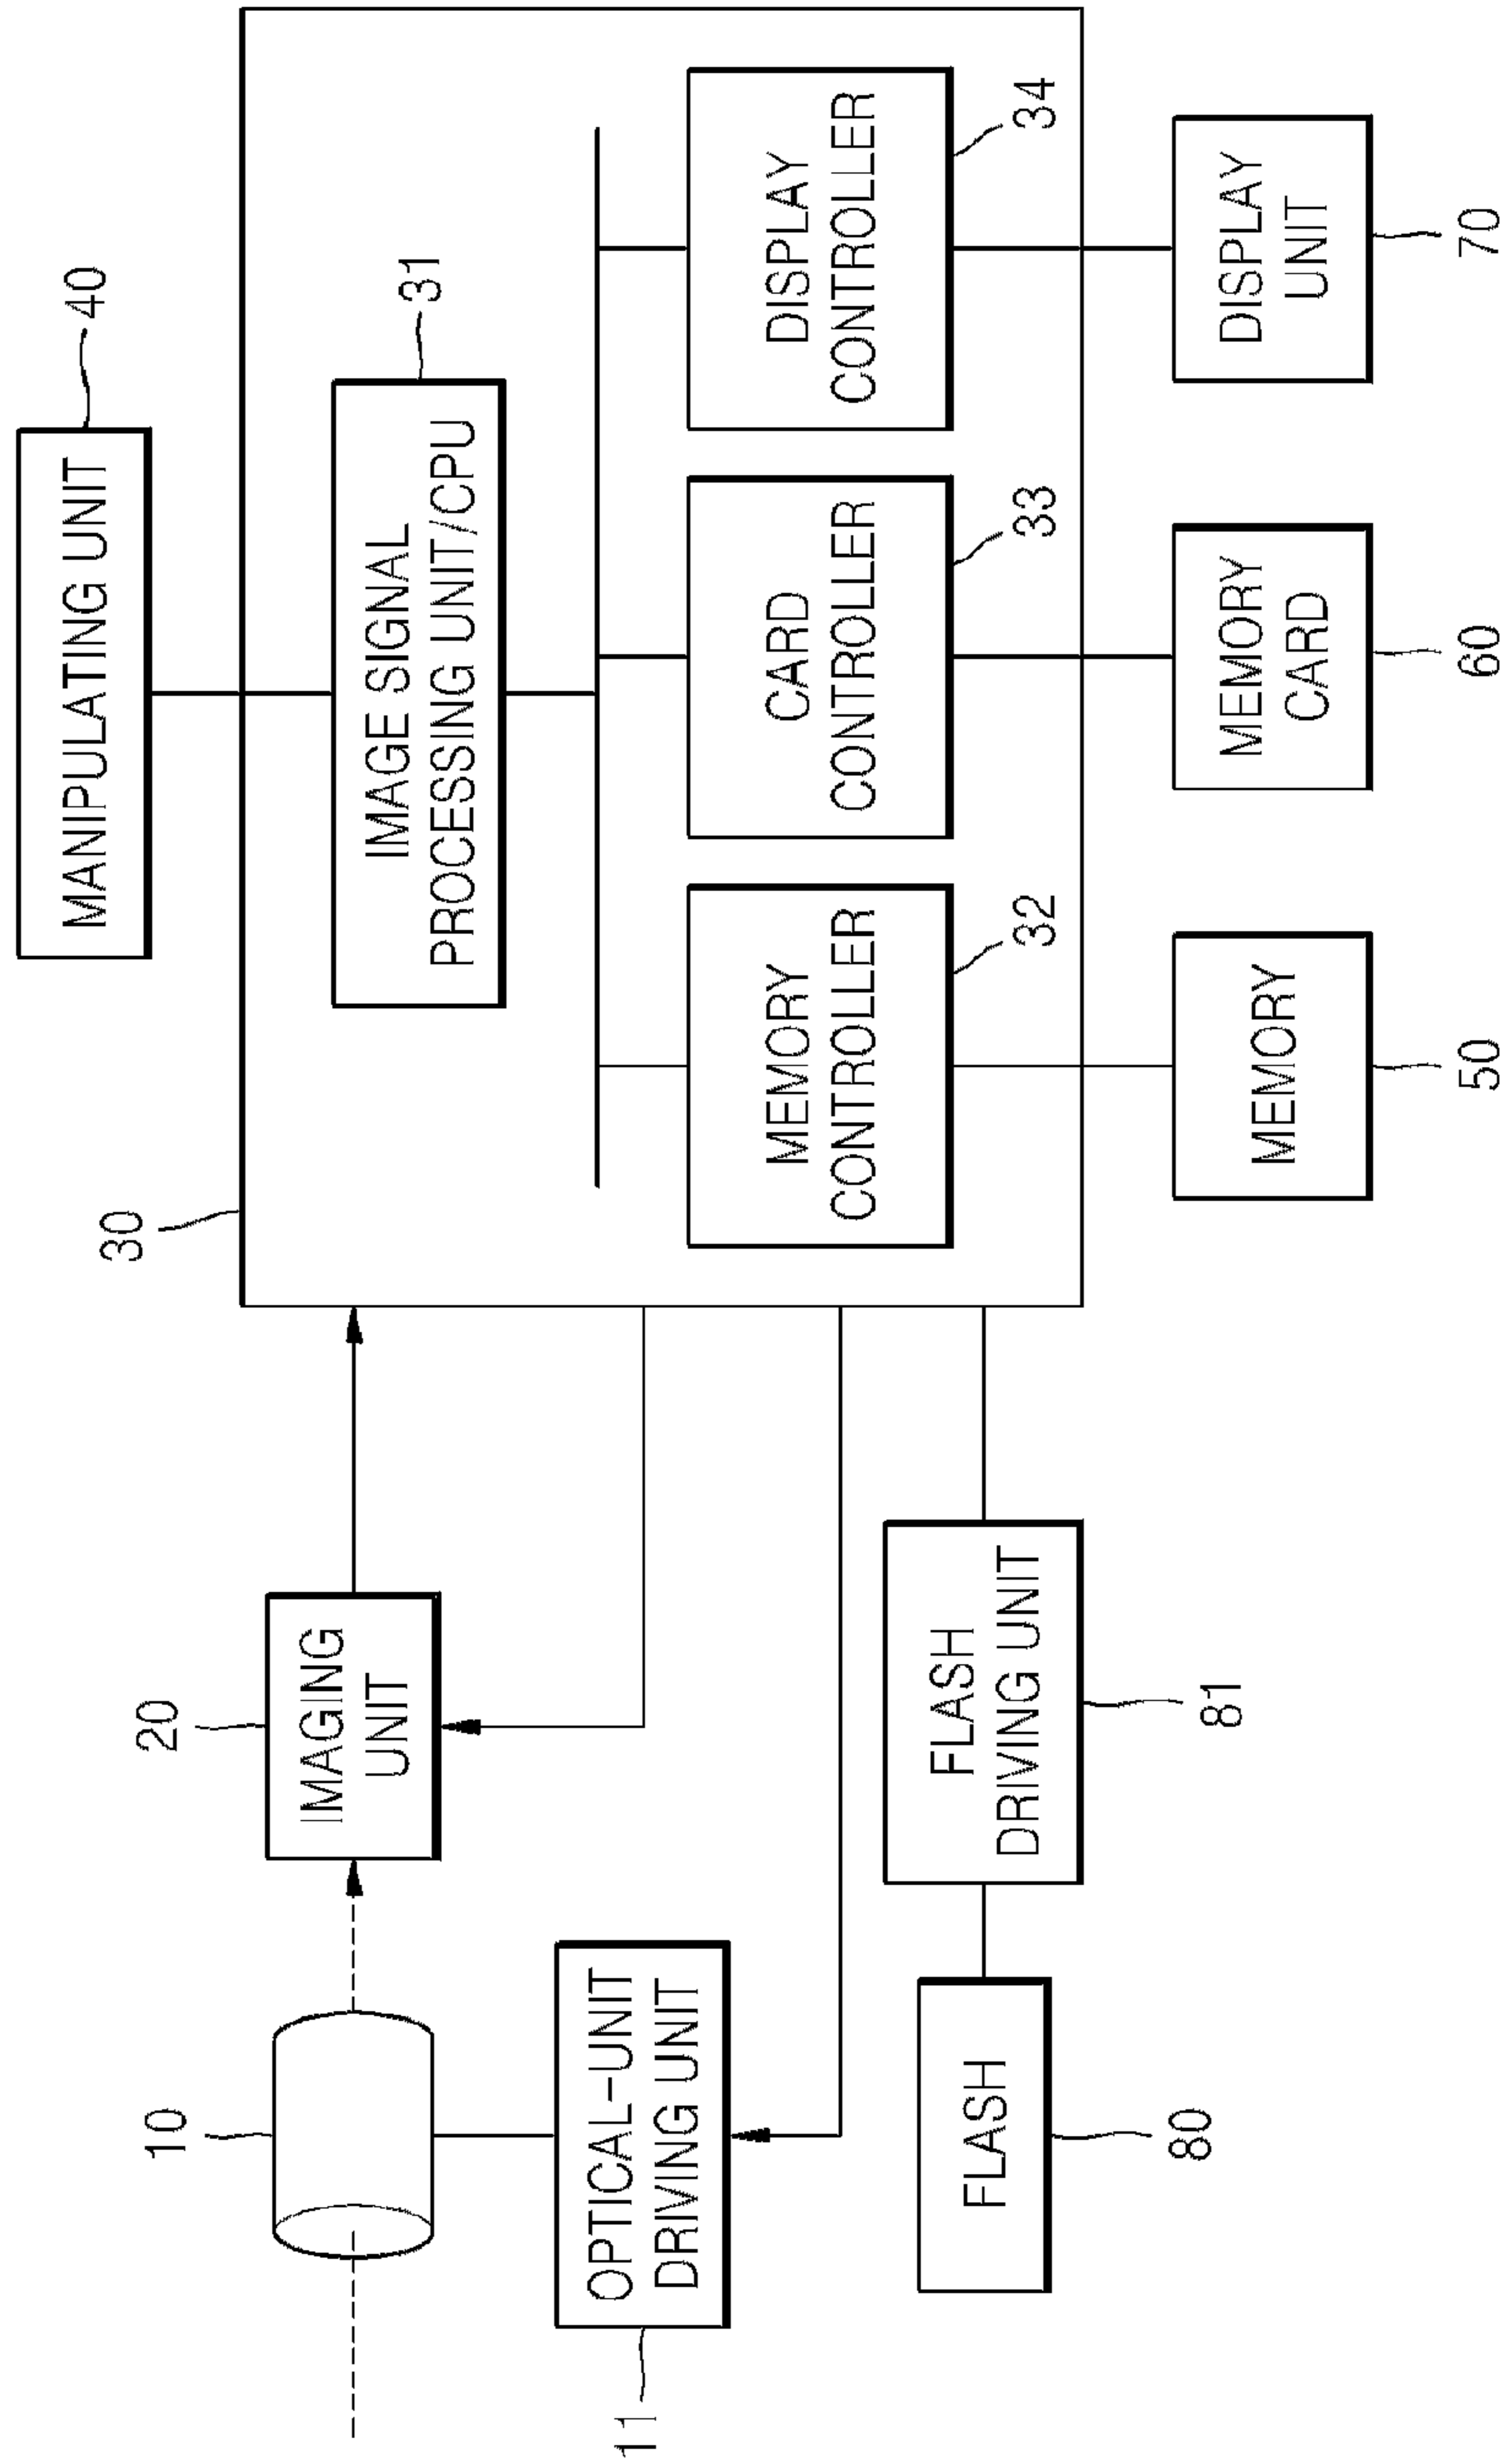 MANIPULATING UNIT
40
30
31
IMAGE SIGNAL
PROCESSING UNIT/CPU
10
20
IMAGING
UNIT
OPTICAL-UNIT
DRIVING UNIT
11
MEMORY
CONTROLLER
32
CARD
CONTROLLER
33
DISPLAY
CONTROLLER
34
FLASH
80
FLASH
DRIVING UNIT
81
MEMORY
50
MEMORY
CARD
60
DISPLAY
UNIT
70